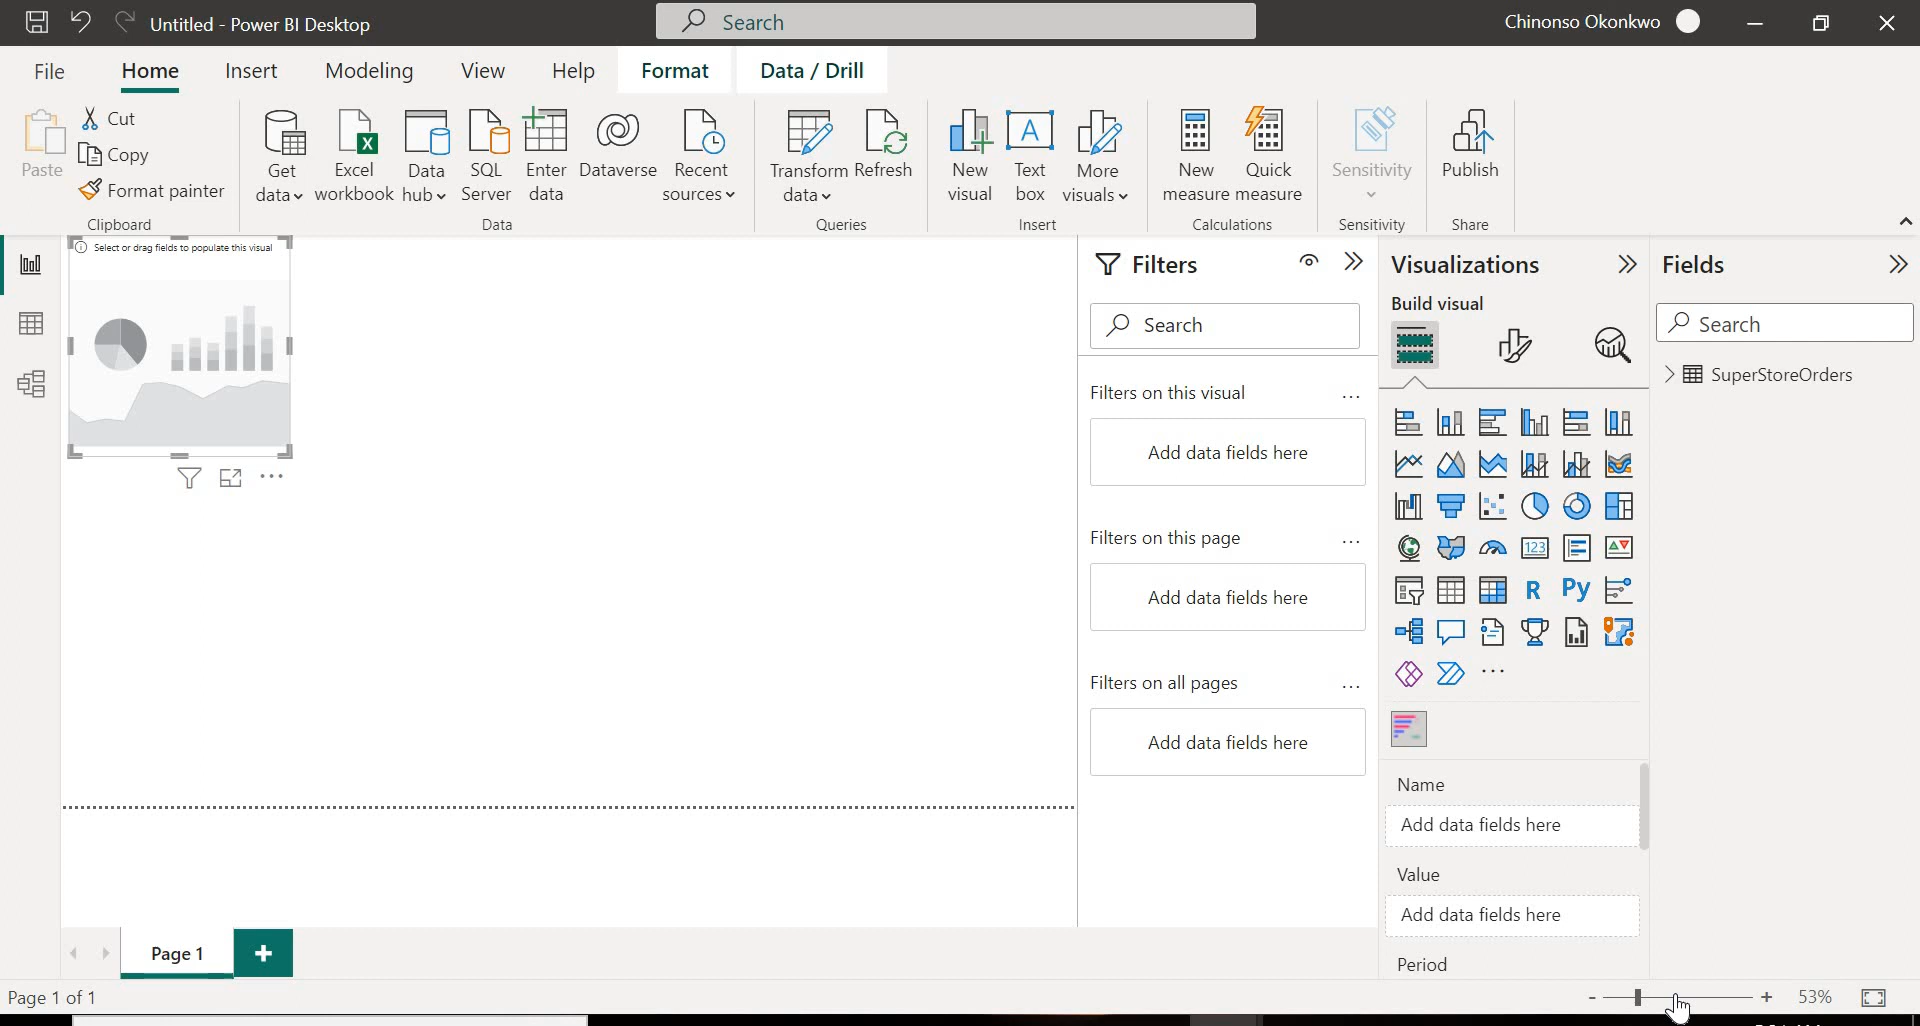 Untitled - Power BI Desktop
Search
Chinonso Okonkwo
File
Home
Insert
Modeling
View
Help
Format
Data / Drill
Paste
Cut
Copy
Format painter
Clipboard
Get
data
Excel
workbook
Data
hub
SQL
Server
Enter
data
Dataverse
Recent
sources
Data
Transform
data
Refresh
Queries
New
visual
A
Text
box
More
visuals
Insert
New
measure
Quick
measure
Calculations
Sensitivity
Sensitivity
Publish
Share
Select or drag fields to populate this visual
Filters
Search
Filters on this visual
...
Add data fields here
Filters on this page
...
Add data fields here
Filters on all pages
...
Add data fields here
Visualizations
Build visual
123
R
Py
...
Name
Add data fields here
Value
Add data fields here
Period
Fields
Search
SuperStoreOrders
Page 1
+
Page 1 of 1
-
+
53%